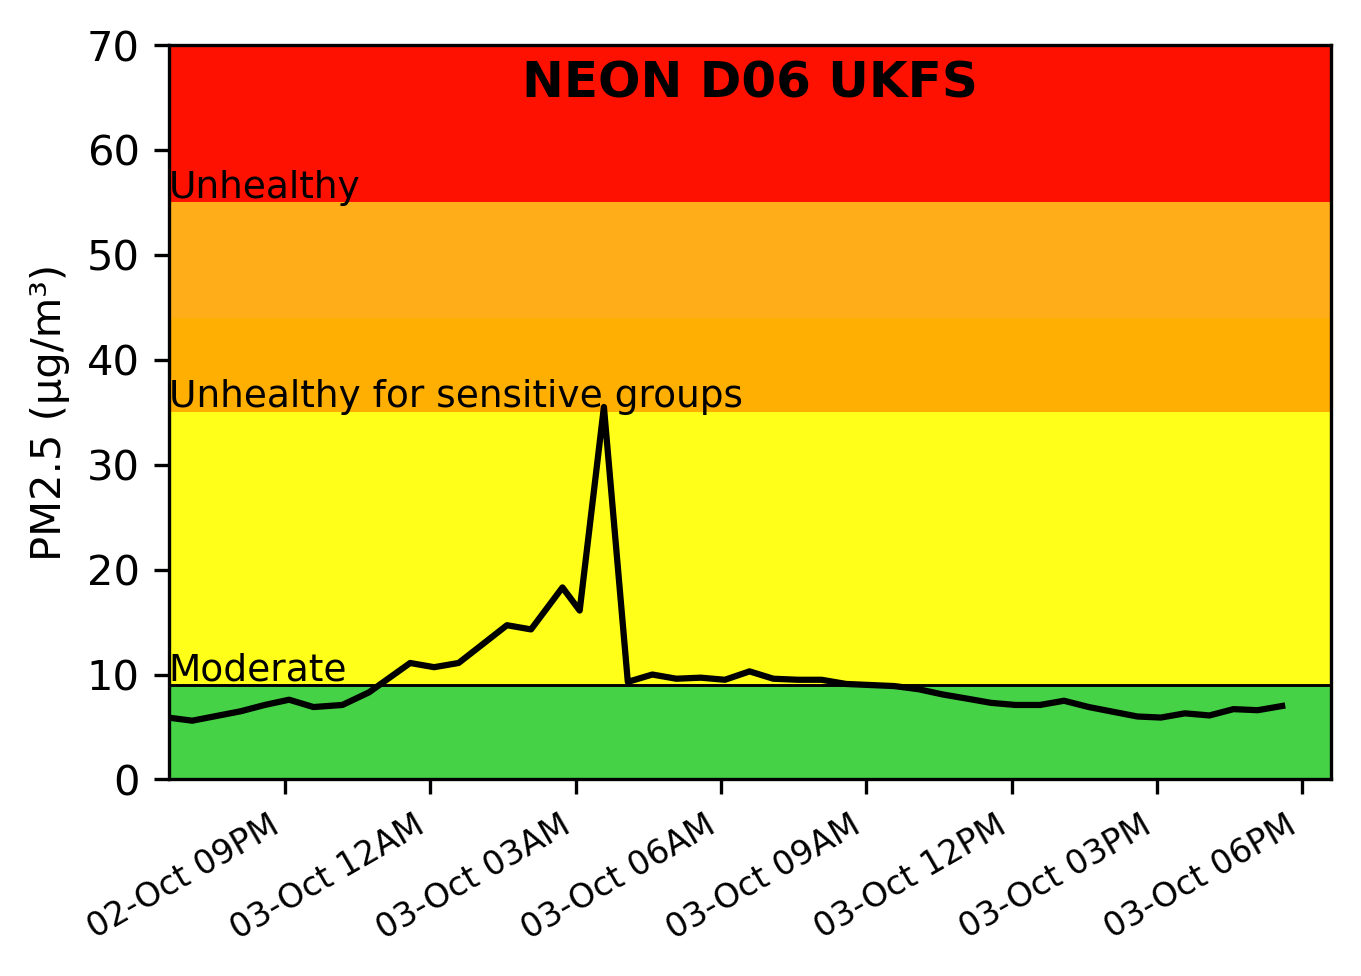 NEON D06 UKFS
70
60
50
40
30
20
10
0
PM2.5 (µg/m³)
Unhealthy
Unhealthy for sensitive groups
Moderate
02-Oct 09PM
03-Oct 12AM
03-Oct 03AM
03-Oct 06AM
03-Oct 09AM
03-Oct 12PM
03-Oct 03PM
03-Oct 06PM